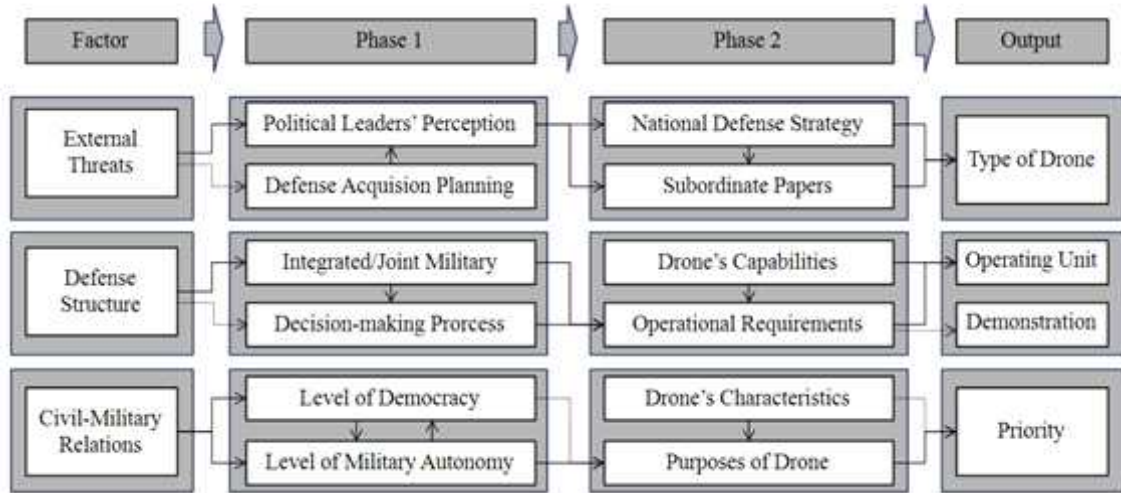 Factor
Phase 1
Phase 2
Output
External
Threats
Political Leaders' Perception
Defense Acquision Planning
National Defense Strategy
Subordinate Papers
Type of Drone
Defense
Structure
Integrated/Joint Military
Decision-making Prorcess
Drone's Capabilities
Operational Requirements
Operating Unit
Demonstration
Civil-Military
Relations
Level of Democracy
Level of Military Autonomy
Drone's Characteristics
Purposes of Drone
Priority